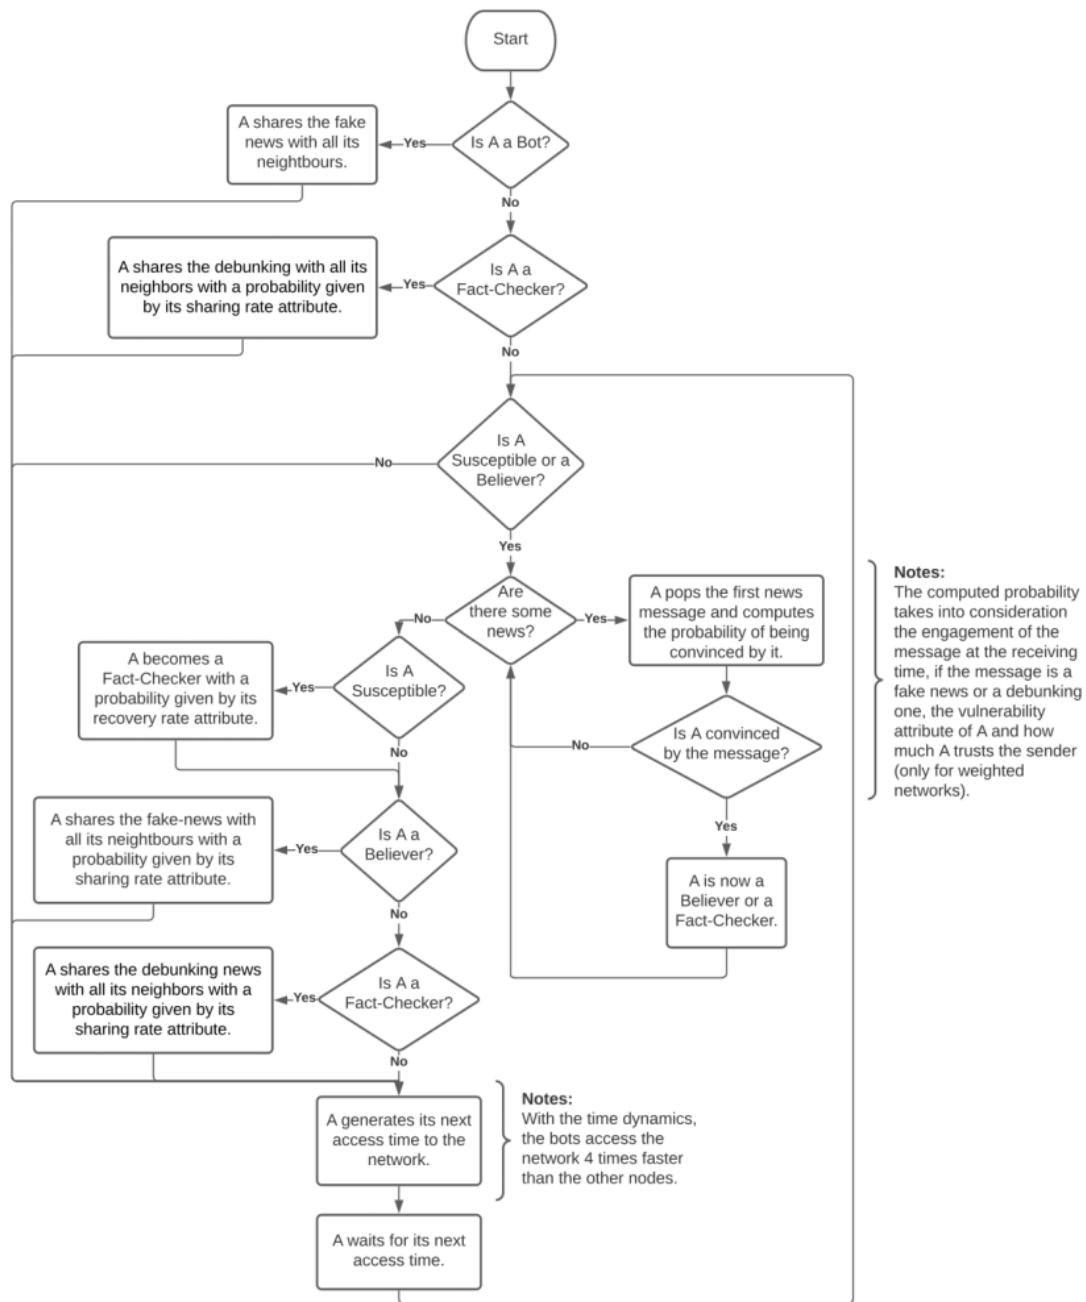 Start
Is A a Bot?
Yes
A shares the fake
news with all its
neighbours.
No
Is A a
Fact-Checker?
Yes
A shares the debunking with all its
neighbors with a probability given
by its sharing rate attribute.
No
Is A
Susceptible or a
Believer?
No
Yes
Are
there some
news?
No
Yes
A pops the first news
message and computes
the probability of being
convinced by it.
Notes:
The computed probability
takes into consideration
the engagement of the
message at the receiving
time, if the message is a
fake news or a debunking
one, the vulnerability
attribute of A and how
much A trusts the sender
(only for weighted
networks).
Is A
Susceptible?
Yes
A becomes a
Fact-Checker with a
probability given by its
recovery rate attribute.
No
Is A convinced
by the message?
No
Yes
A is now a
Believer or a
Fact-Checker.
Is A a
Believer?
Yes
A shares the fake-news with
all its neighbours with a
probability given by its
sharing rate attribute.
No
Is A a
Fact-Checker?
Yes
A shares the debunking news
with all its neighbors with a
probability given by its
sharing rate attribute.
No
A generates its next
access time to the
network.
Notes:
With the time dynamics,
the bots access the
network 4 times faster
than the other nodes.
A waits for its next
access time.